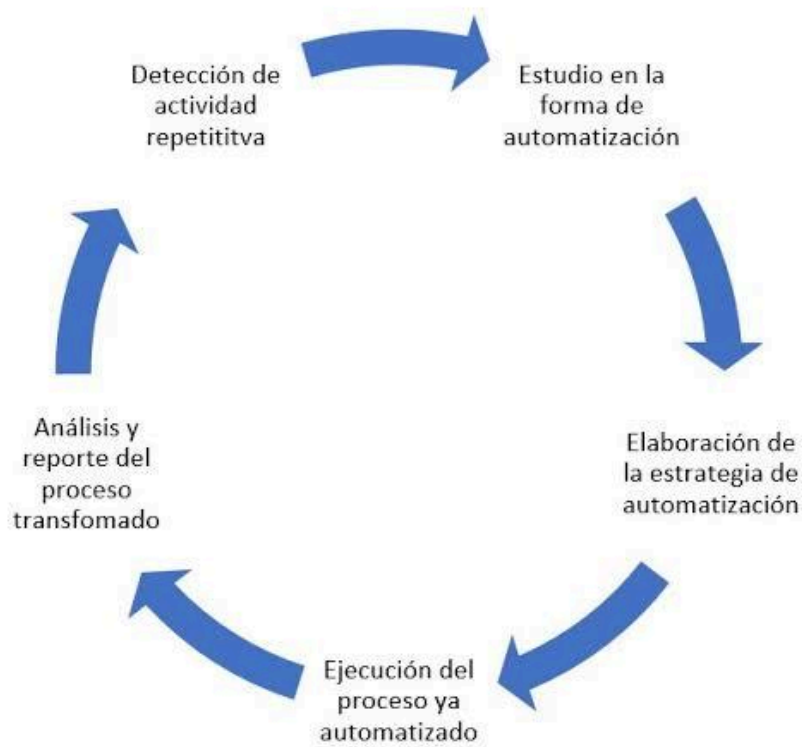 Detección de
actividad
repetititva
Estudio en la
forma de
automatización
Elaboración de
la estrategia de
automatización
Ejecución del
proceso ya
automatizado
Análisis y
reporte del
proceso
transfomado